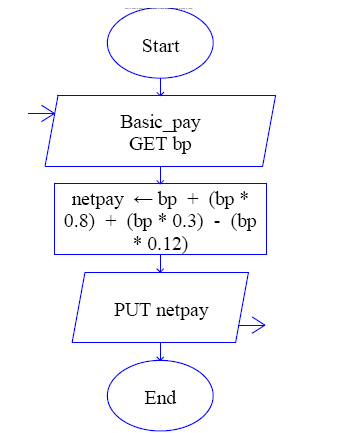 Start
Basic_pay
GET bp
netpay ← bp + (bp *
0.8) + (bp * 0.3) - (bp
* 0.12)
PUT netpay
End